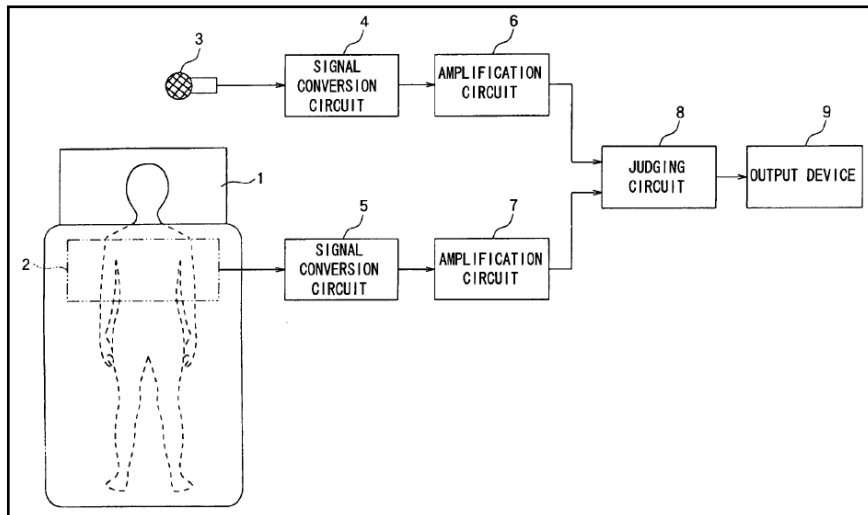 3
4
SIGNAL
CONVERSION
CIRCUIT
6
AMPLIFICATION
CIRCUIT
8
JUDGING
CIRCUIT
9
OUTPUT DEVICE
1
2
5
SIGNAL
CONVERSION
CIRCUIT
7
AMPLIFICATION
CIRCUIT